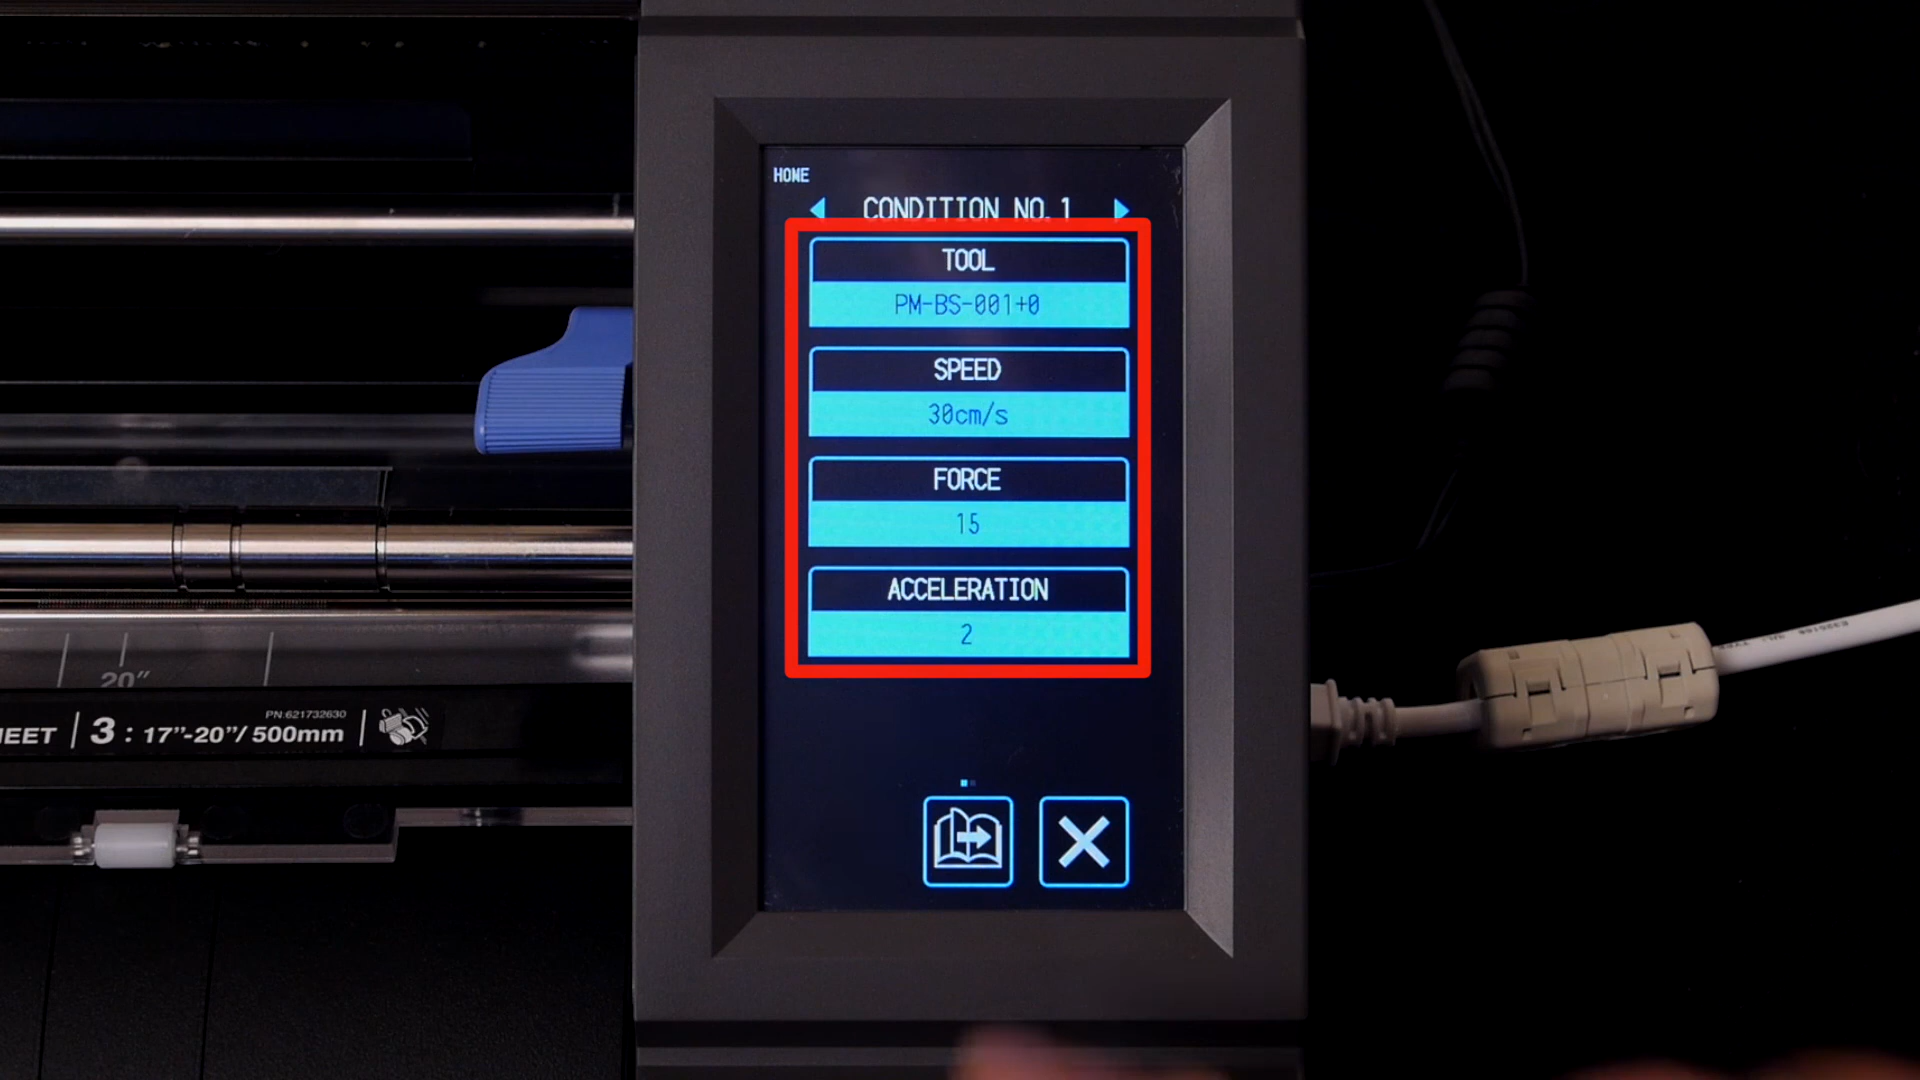 HOME
CONDITION NO.1
TOOL
PM-BS-001+0
SPEED
30cm/s
FORCE
15
ACCELERATION
2
20"
PN:621732630
3 : 17"-20"/ 500mm